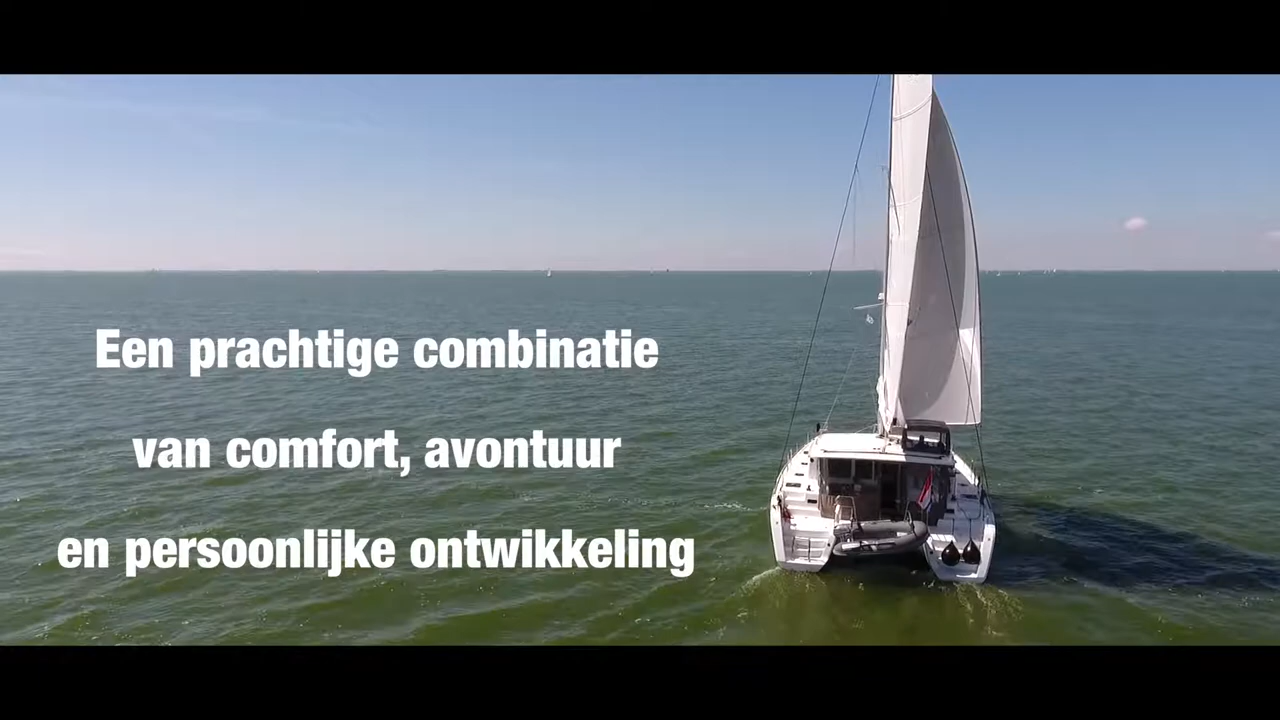 Een prachtige combinatie
van comfort, avontuur
en persoonlijke ontwikkeling